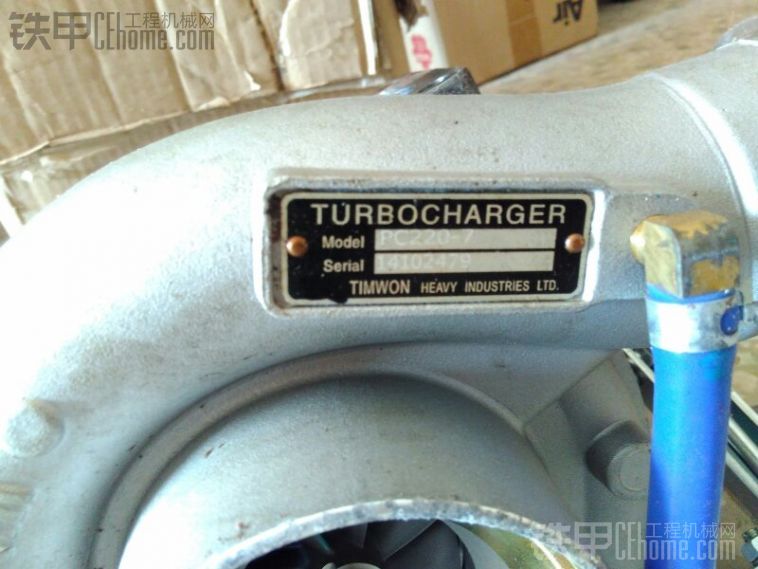 铁甲 工程机械网
CEhome.com
Air
TURBOCHARGER
Model PC220-7
Serial 14102479
TIMWON HEAVY INDUSTRIES LTD.
铁甲 工程机械网
CEhome.com